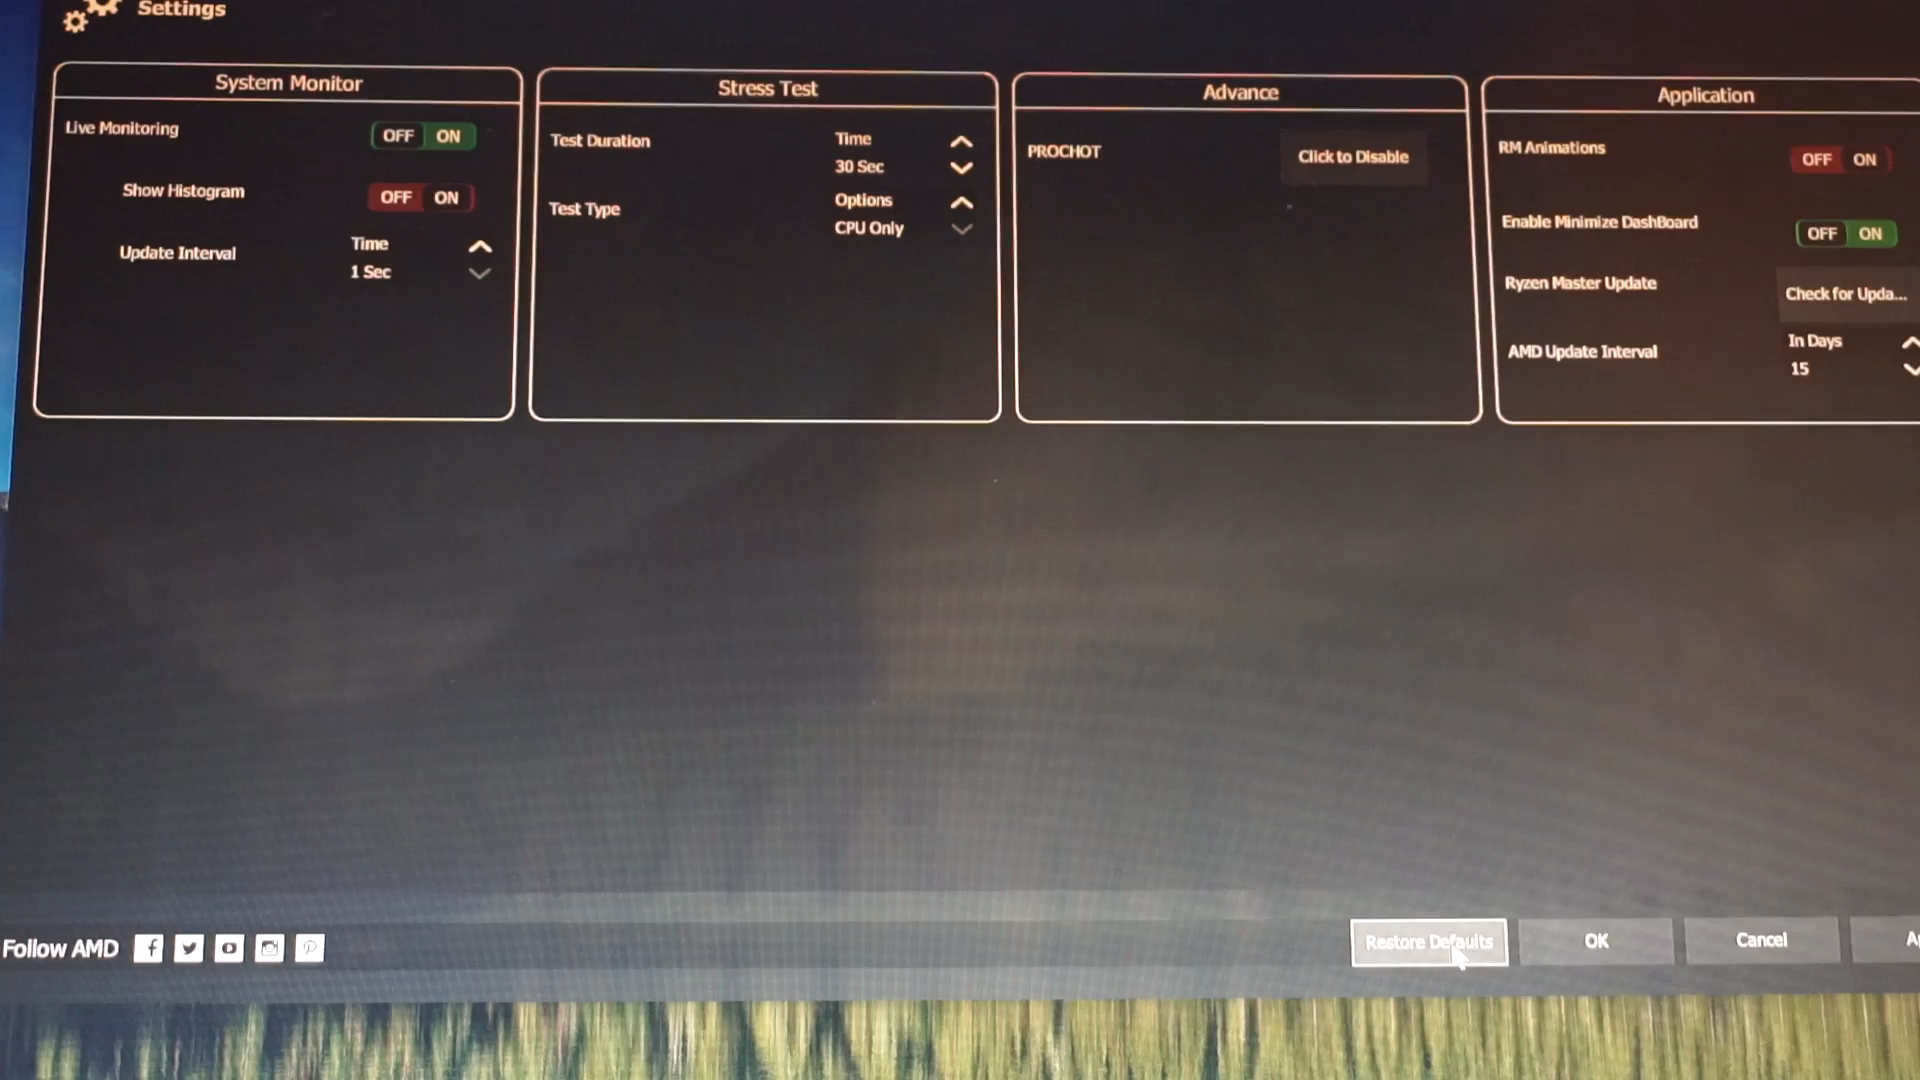 Settings
System Monitor
Live Monitoring OFF ON
Show Histogram OFF ON
Update Interval Time
1 Sec
Stress Test
Test Duration Time
30 Sec
Test Type Options
CPU Only
Advance
PROCHOT Click to Disable
Application
RM Animations OFF ON
Enable Minimize DashBoard OFF ON
Ryzen Master Update Check for Upda...
AMD Update Interval In Days
15
Follow AMD
Restore Defaults OK Cancel